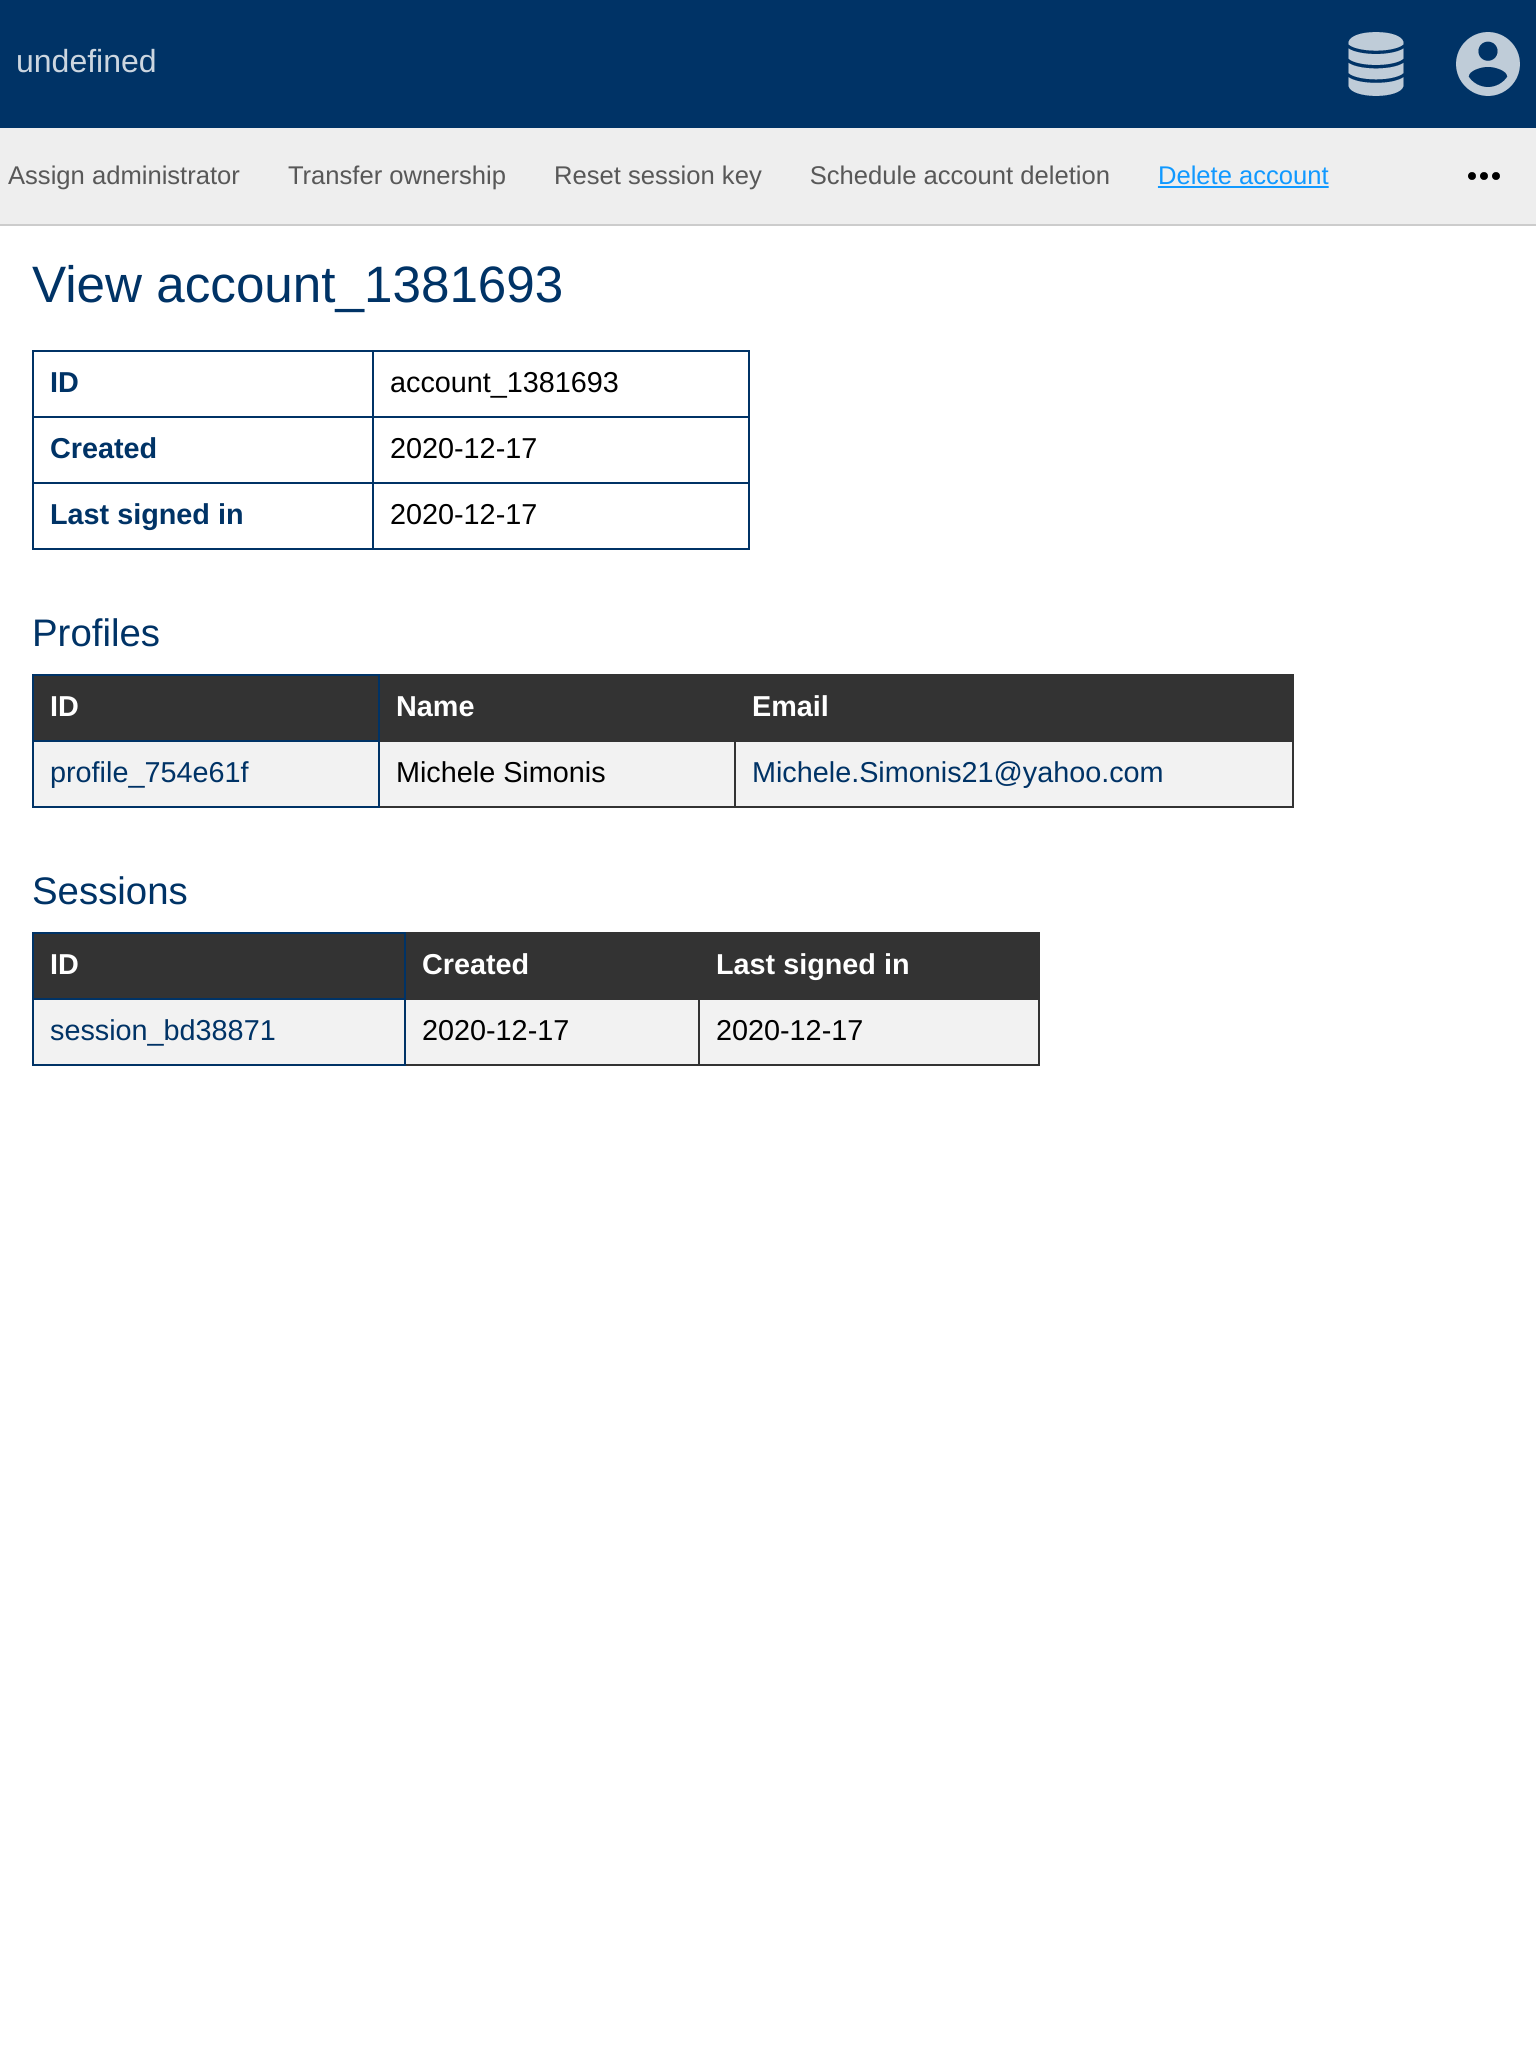 undefined
Assign administrator Transfer ownership Reset session key Schedule account deletion Delete account
View account_1381693
ID account_1381693
Created 2020-12-17
Last signed in 2020-12-17
Profiles
ID Name Email
profile_754e61f Michele Simonis Michele.Simonis21@yahoo.com
Sessions
ID Created Last signed in
session_bd38871 2020-12-17 2020-12-17